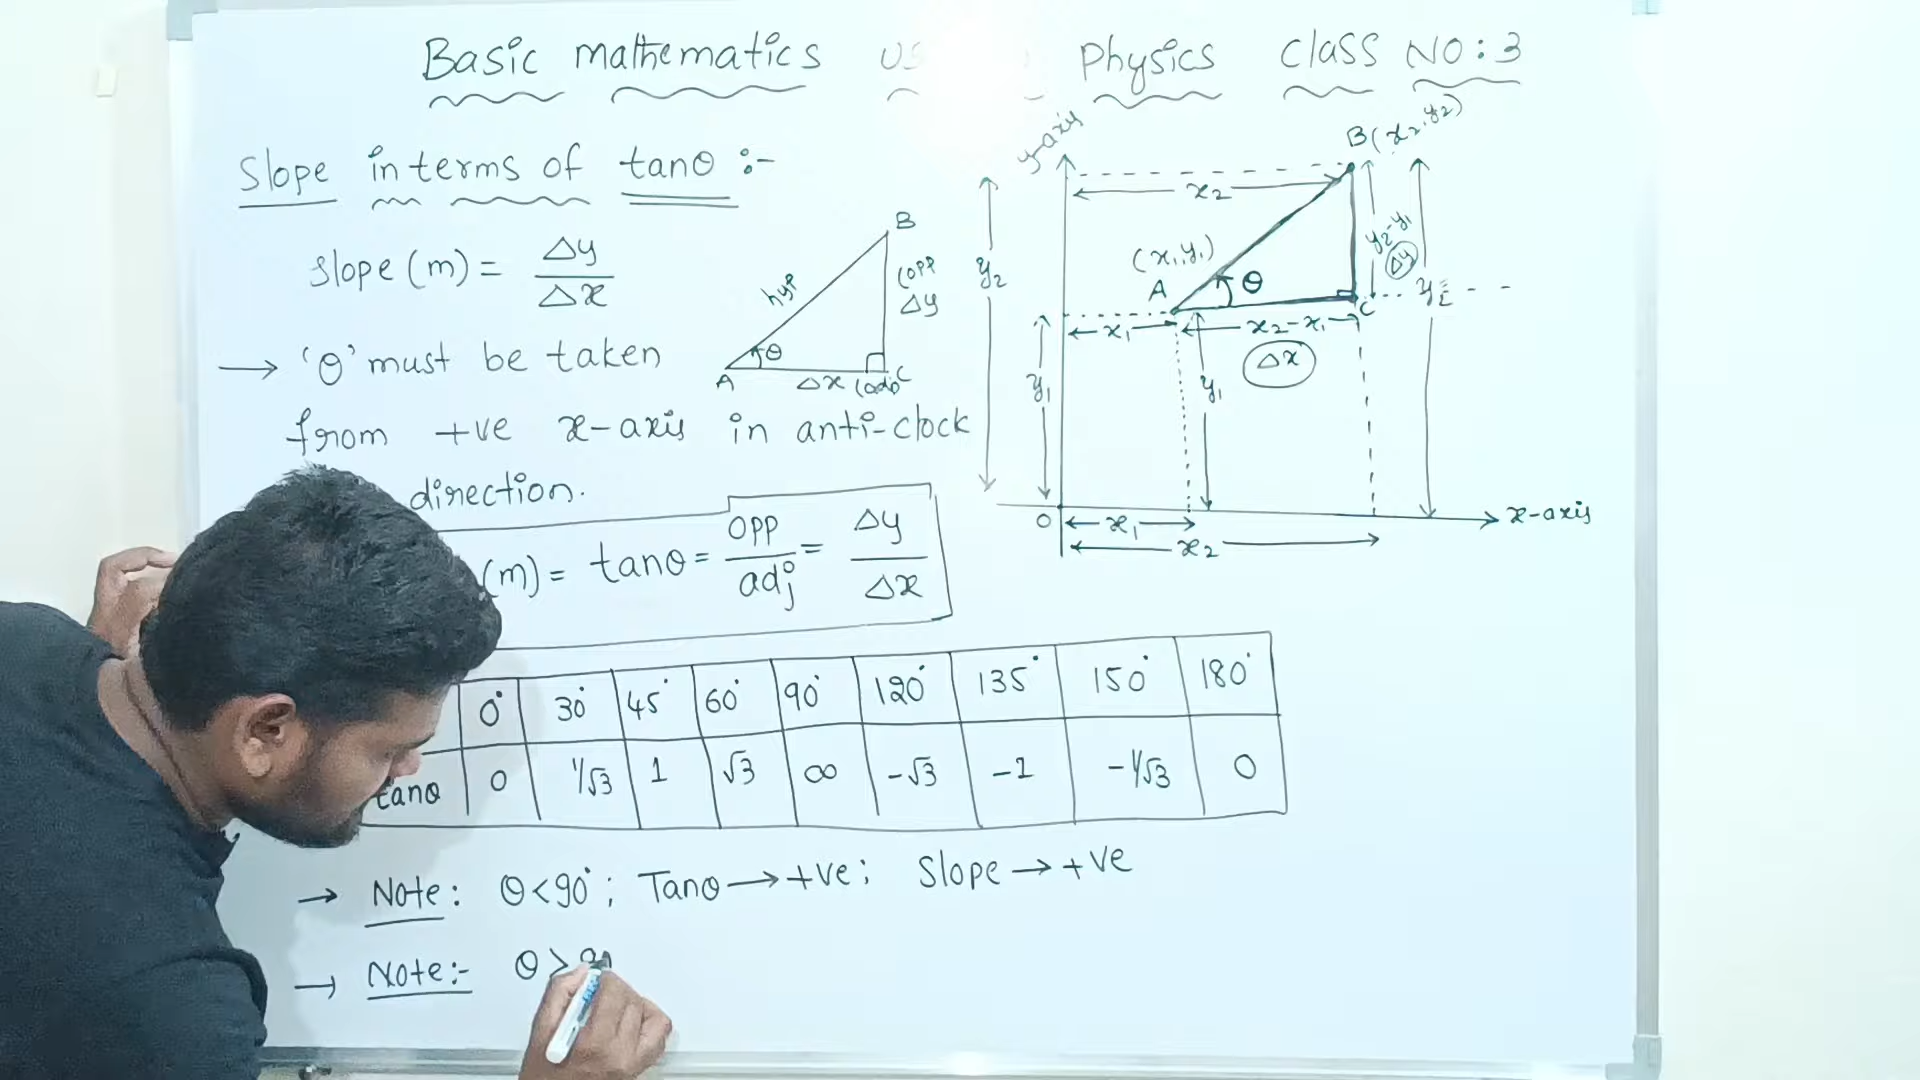 Basic mathematics Physics Class NO:3
Slope in terms of tanθ :-
slope (m) = Δy
Δx
→ 'θ' must be taken
from +ve x-axis in anti-clock
direction.
(m) = tanθ = opp/adj = Δy/Δx
B
hyp
(opp
Δy
θ
A
Δx (adj
C
y-axis
B(x2,y2)
x2
y2-y1
Δy
(x1,y1)
y2
A
θ
C
x1
x2-x1
Δx
y1
y1
O
x1
x2
x-axis
0° 30° 45° 60° 90° 120° 135° 150° 180°
tanθ 0 1/√3 1 √3 ∞ -√3 -1 -1/√3 0
→ Note: θ<90°; Tanθ → +ve; Slope → +ve
→ Note:- θ>